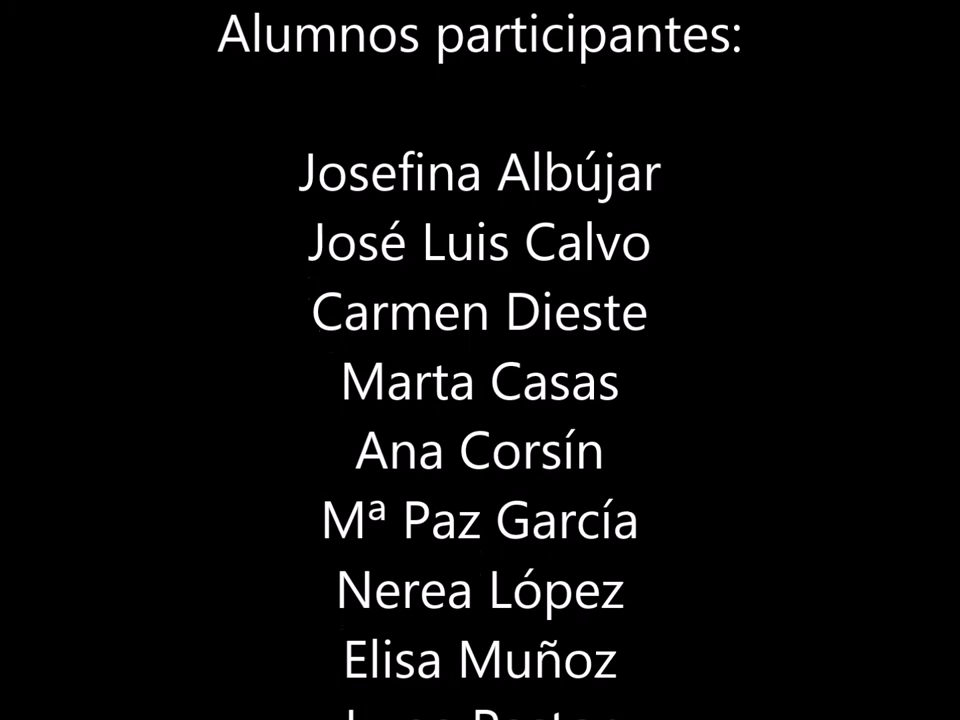 Alumnos participantes:
Josefina Albújar
José Luis Calvo
Carmen Dieste
Marta Casas
Ana Corsín
Mª Paz García
Nerea López
Elisa Muñoz